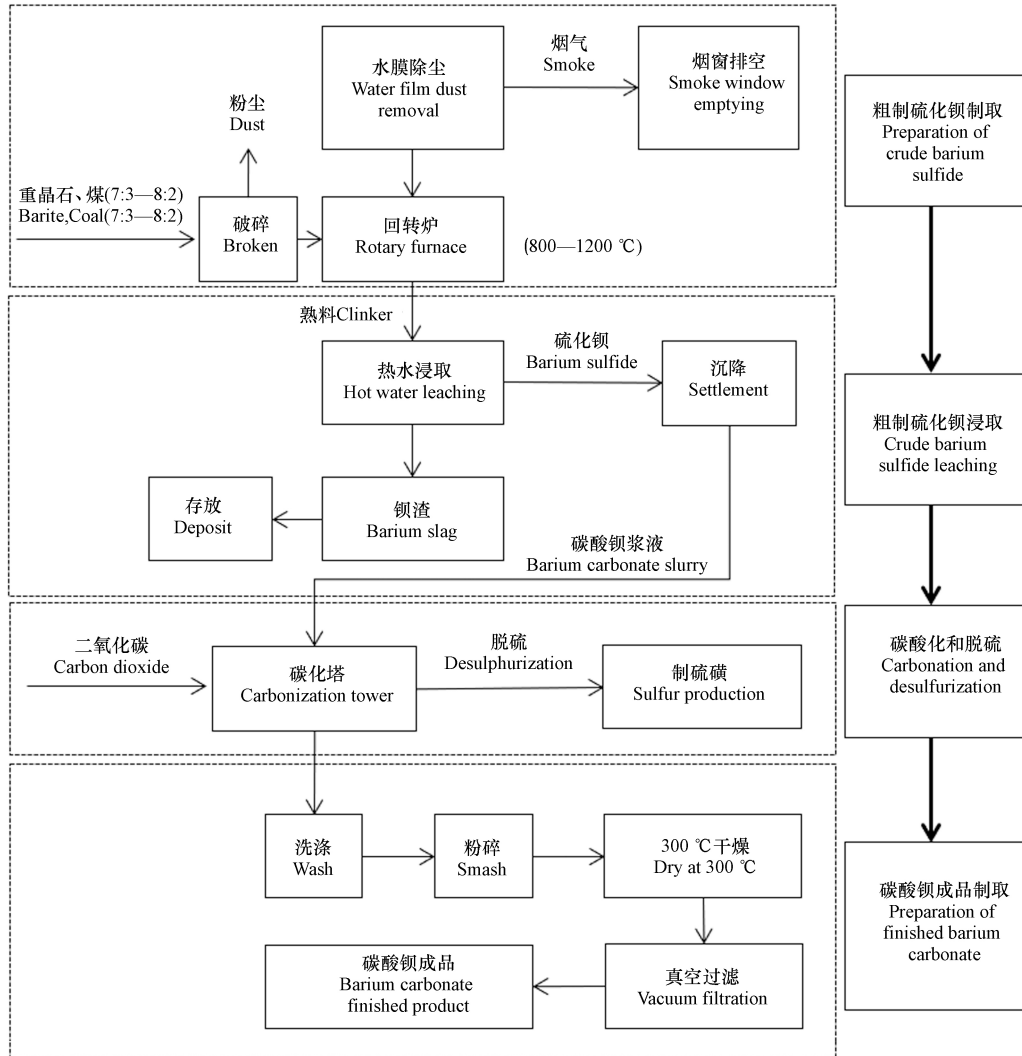 水膜除尘
Water film dust
removal
烟气
Smoke
烟窗排空
Smoke window
emptying
粉尘
Dust
重晶石、煤(7:3—8:2)
Barite,Coal(7:3—8:2)
破碎
Broken
回转炉
Rotary furnace
(800—1200 ℃)
粗制硫化钡制取
Preparation of
crude barium
sulfide
熟料Clinker
热水浸取
Hot water leaching
硫化钡
Barium sulfide
沉降
Settlement
存放
Deposit
钡渣
Barium slag
碳酸钡浆液
Barium carbonate slurry
粗制硫化钡浸取
Crude barium
sulfide leaching
二氧化碳
Carbon dioxide
碳化塔
Carbonization tower
脱硫
Desulphurization
制硫磺
Sulfur production
碳酸化和脱硫
Carbonation and
desulfurization
洗涤
Wash
粉碎
Smash
300 ℃干燥
Dry at 300 ℃
碳酸钡成品
Barium carbonate
finished product
真空过滤
Vacuum filtration
碳酸钡成品制取
Preparation of
finished barium
carbonate